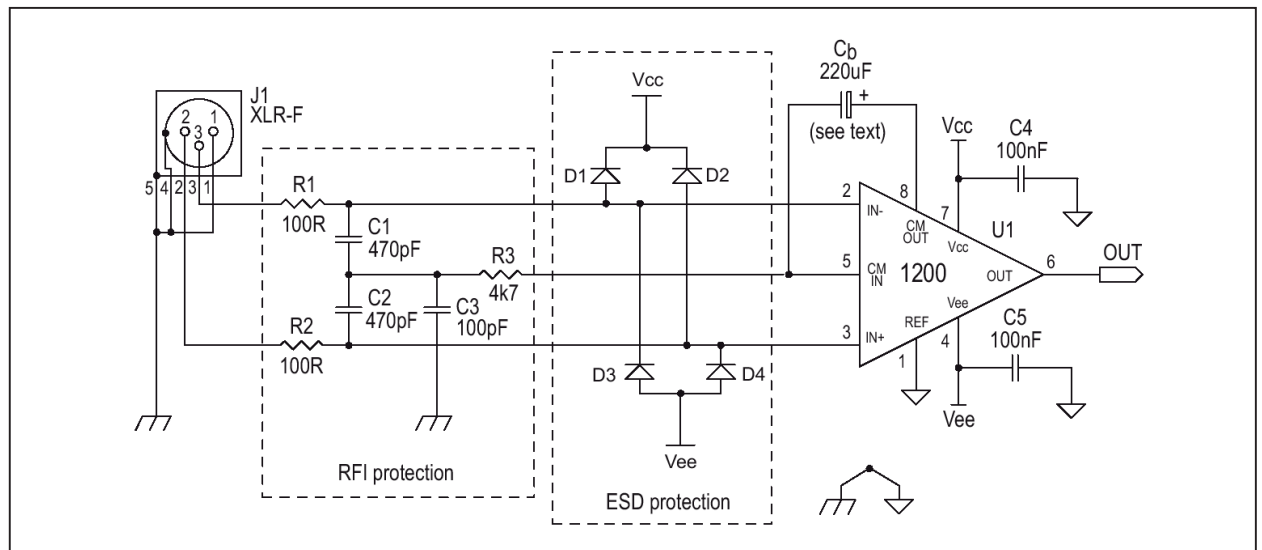 J1
XLR-F
2
1
3
5 4 2 3 1
R1
100R
C1
470pF
R3
4k7
C2
470pF
C3
100pF
R2
100R
RFI protection
Vcc
D1
D2
D3
D4
Vee
ESD protection
Cb
220uF
+
(see text)
Vcc
C4
100nF
2
IN-
8
CM
OUT
7
Vcc
U1
5
CM
IN
1200
OUT
6
OUT
3
IN+
REF
1
Vee
4
C5
100nF
Vee